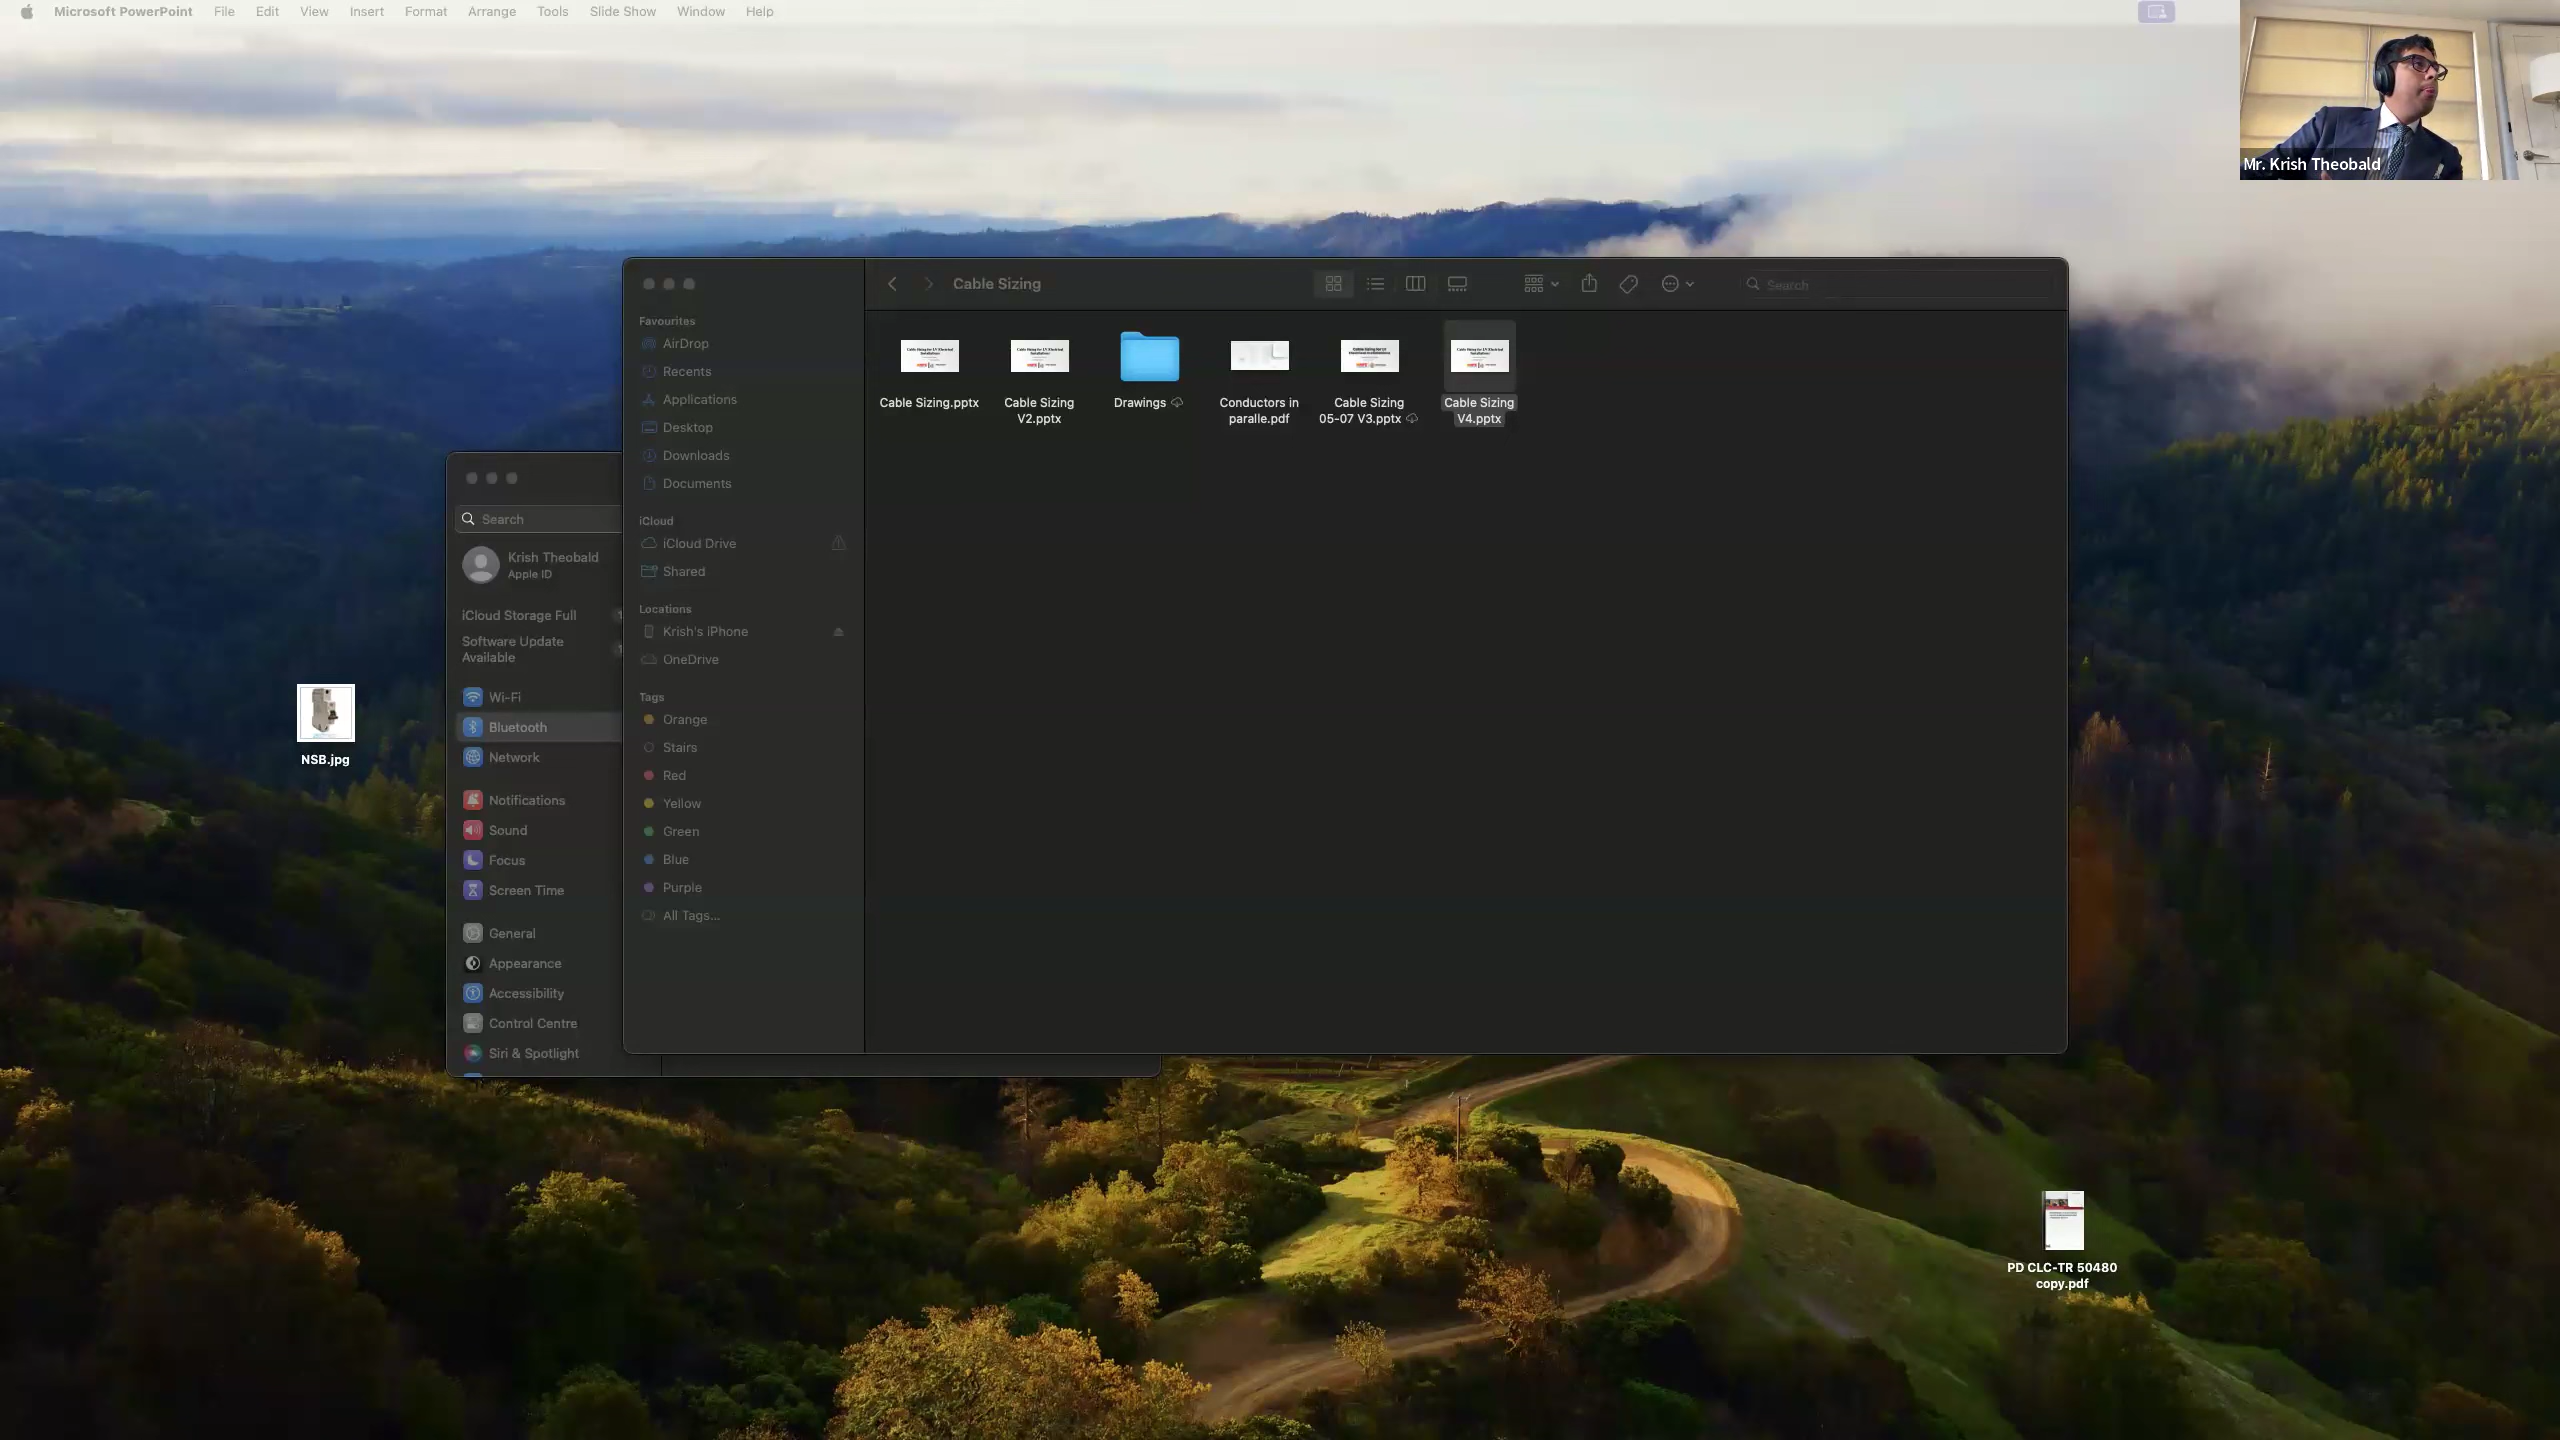 Microsoft PowerPoint File Edit View Insert Format Arrange Tools Slide Show Window Help
Mr. Krish Theobald
Cable Sizing
Search
Favourites
AirDrop
Recents
Applications
Desktop
Downloads
Documents
iCloud
iCloud Drive
Shared
Locations
Krish's iPhone
OneDrive
Tags
Orange
Stairs
Red
Yellow
Green
Blue
Purple
All Tags...
Cable Sizing.pptx
Cable Sizing
V2.pptx
Drawings
Conductors in
paralle.pdf
Cable Sizing
05-07 V3.pptx
Cable Sizing
V4.pptx
Search
Krish Theobald
Apple ID
iCloud Storage Full
Software Update
Available
Wi-Fi
Bluetooth
Network
Notifications
Sound
Focus
Screen Time
General
Appearance
Accessibility
Control Centre
Siri & Spotlight
NSB.jpg
PD CLC-TR 50480
copy.pdf